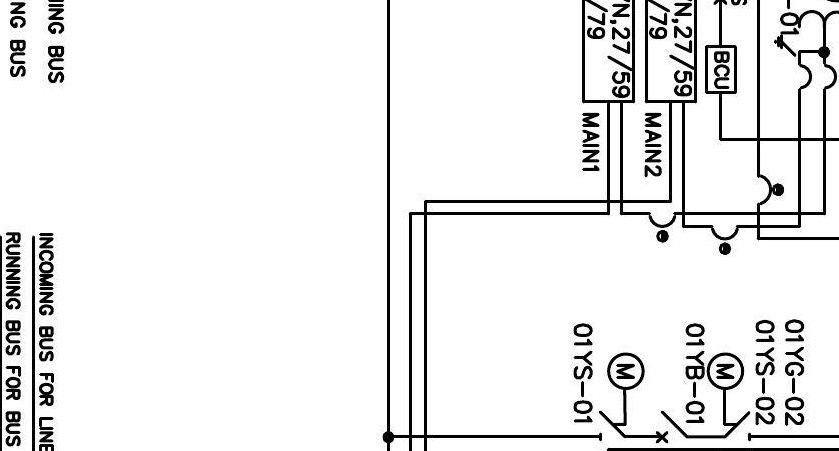 NG BUS
BUS
INCOMING BUS FOR LINE
RUNNING BUS FOR BUS
N,27/59
/79
MAIN1
N,27/59
/79
MAIN2
BCU
-01
01YS-01
M
01YB-01
M
01YG-02
01YS-02